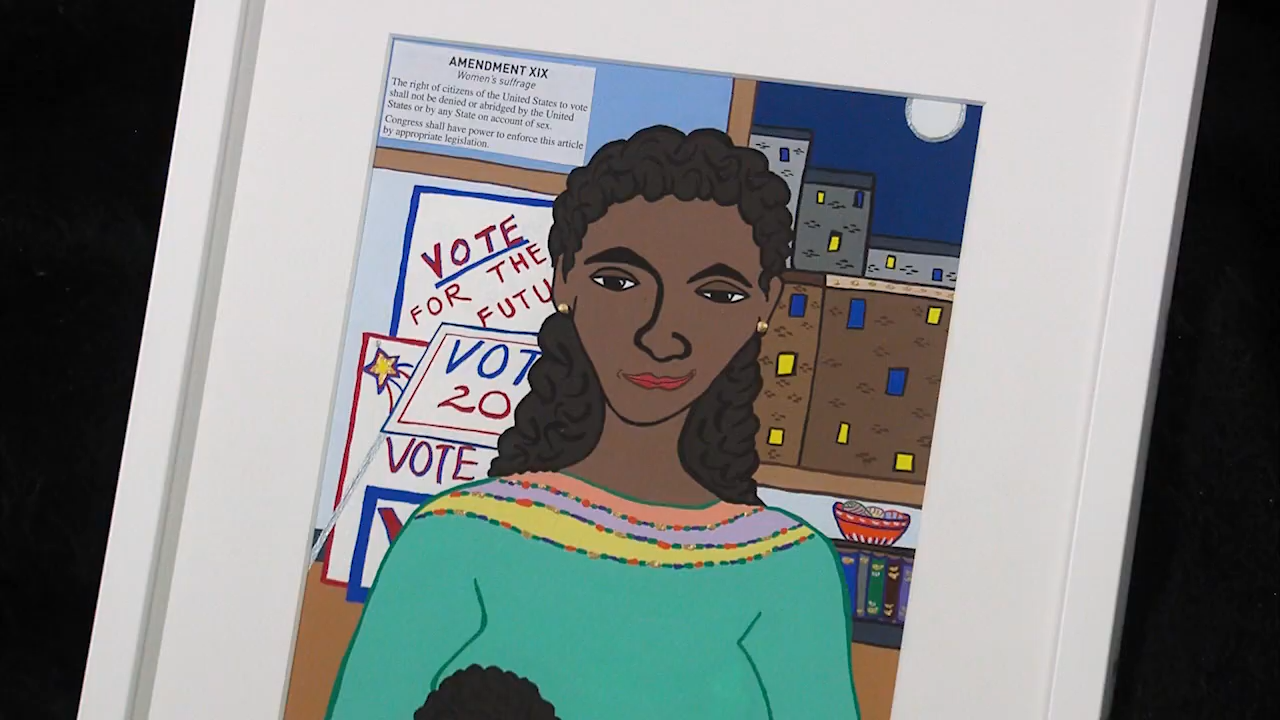 AMENDMENT XIX
Women's suffrage
The right of citizens of the United States to vote
shall not be denied or abridged by the United
States or by any State on account of sex.
Congress shall have power to enforce this article
by appropriate legislation.
VOTE
FOR THE
FUTU
VOT
20
VOTE
V